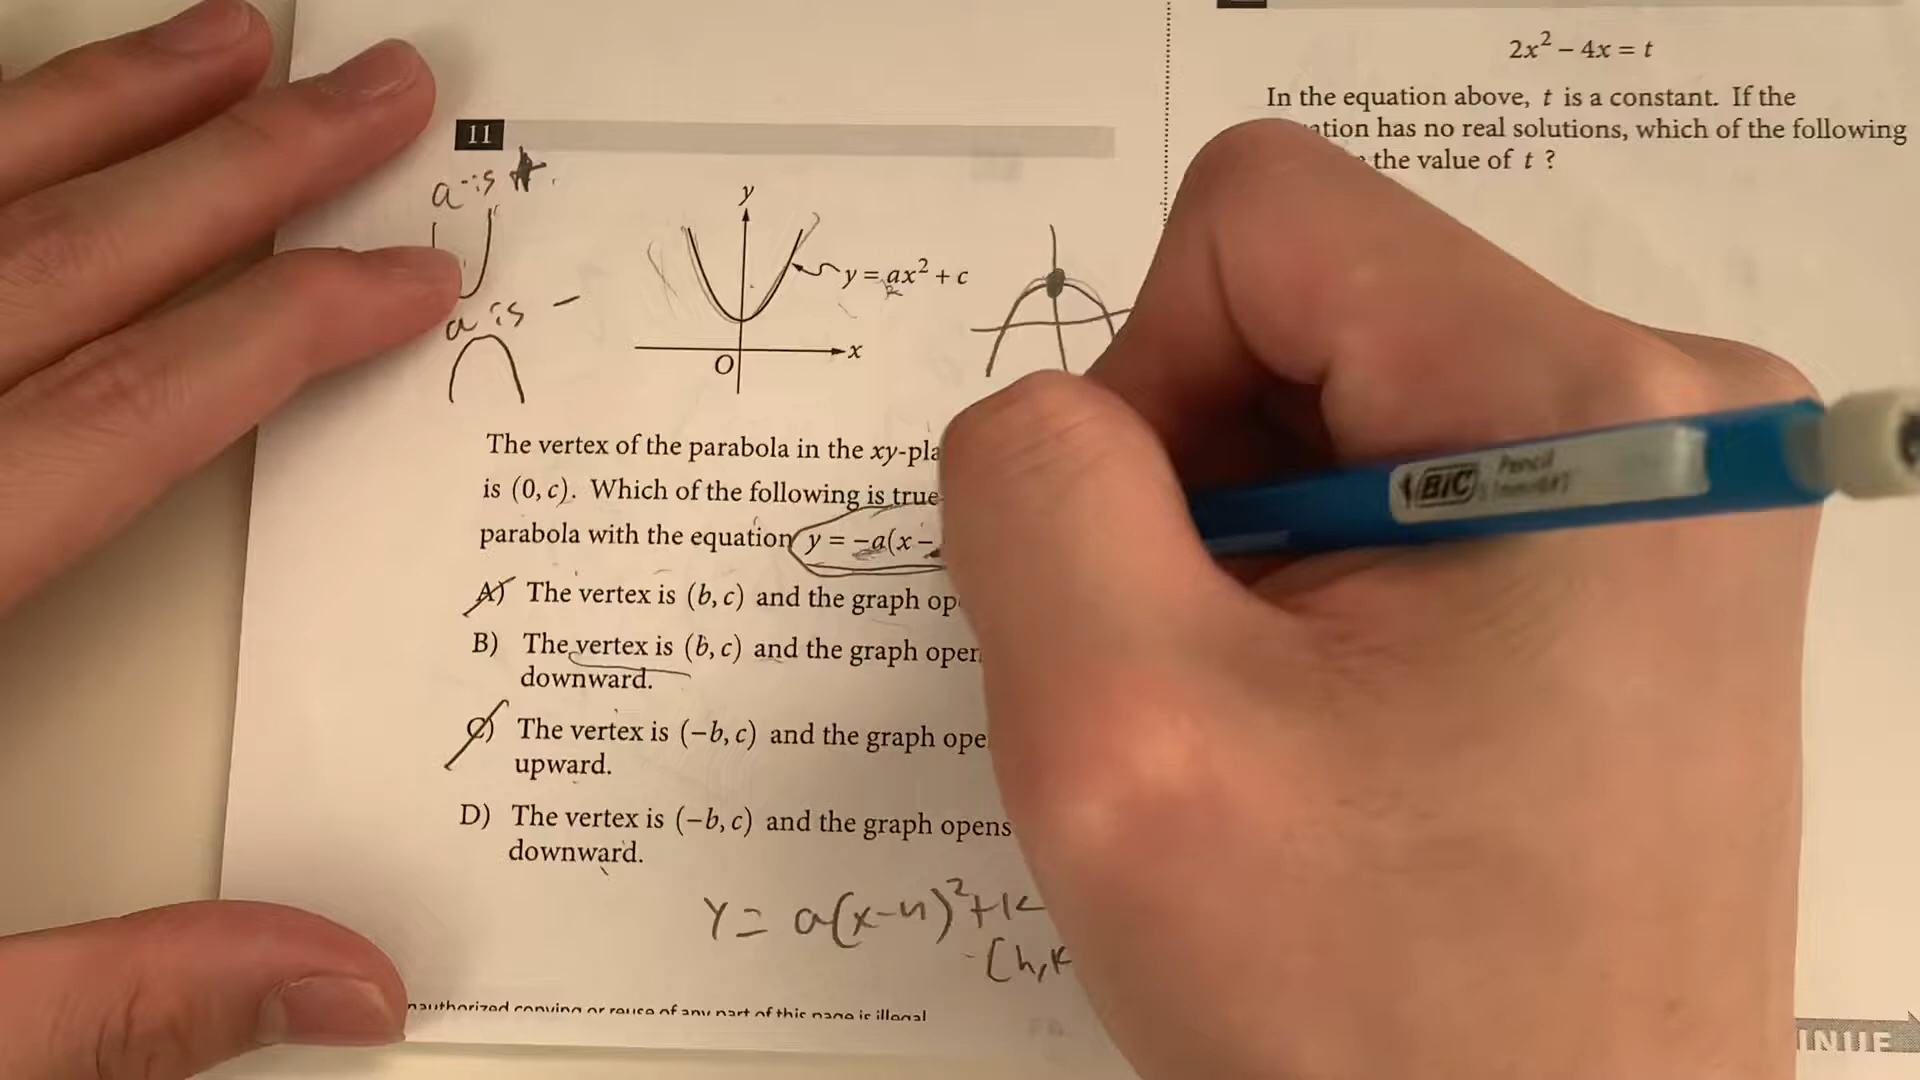 11
a is +.
a is -
y
y = ax² + c
x
O
The vertex of the parabola in the xy-pla
is (0, c). Which of the following is true
parabola with the equation y = -a(x -
A) The vertex is (b, c) and the graph op
B) The vertex is (b, c) and the graph open
downward.
C) The vertex is (-b, c) and the graph ope
upward.
D) The vertex is (-b, c) and the graph opens
downward.
y = a(x-h)²+k
(h,k
nauthorized copying or reuse of any part of this page is illegal
2x² - 4x = t
In the equation above, t is a constant. If the
ation has no real solutions, which of the following
the value of t ?
BIC Pencil
INUE